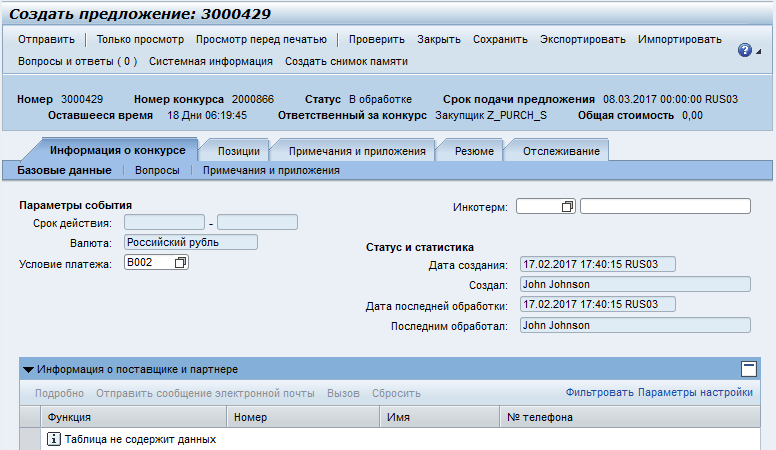 Создать предложение: 3000429
Отправить Только просмотр Просмотр перед печатью Проверить Закрыть Сохранить Экспортировать Импортировать
Вопросы и ответы ( 0 ) Системная информация Создать снимок памяти
?
Номер 3000429 Номер конкурса 2000866 Статус В обработке Срок подачи предложения 08.03.2017 00:00:00 RUS03
Оставшееся время 18 Дни 06:19:45 Ответственный за конкурс Закупщик Z_PURCH_S Общая стоимость 0,00
Информация о конкурсе Позиции Примечания и приложения Резюме Отслеживание
Базовые данные Вопросы Примечания и приложения
Параметры события
Срок действия: -
Валюта: Российский рубль
Условие платежа: B002
Инкотерм:
Статус и статистика
Дата создания: 17.02.2017 17:40:15 RUS03
Создал: John Johnson
Дата последней обработки: 17.02.2017 17:40:15 RUS03
Последним обработал: John Johnson
Информация о поставщике и партнере
Подробно Отправить сообщение электронной почты Вызов Сбросить Фильтровать Параметры настройки
Функция Номер Имя № телефона
Таблица не содержит данных